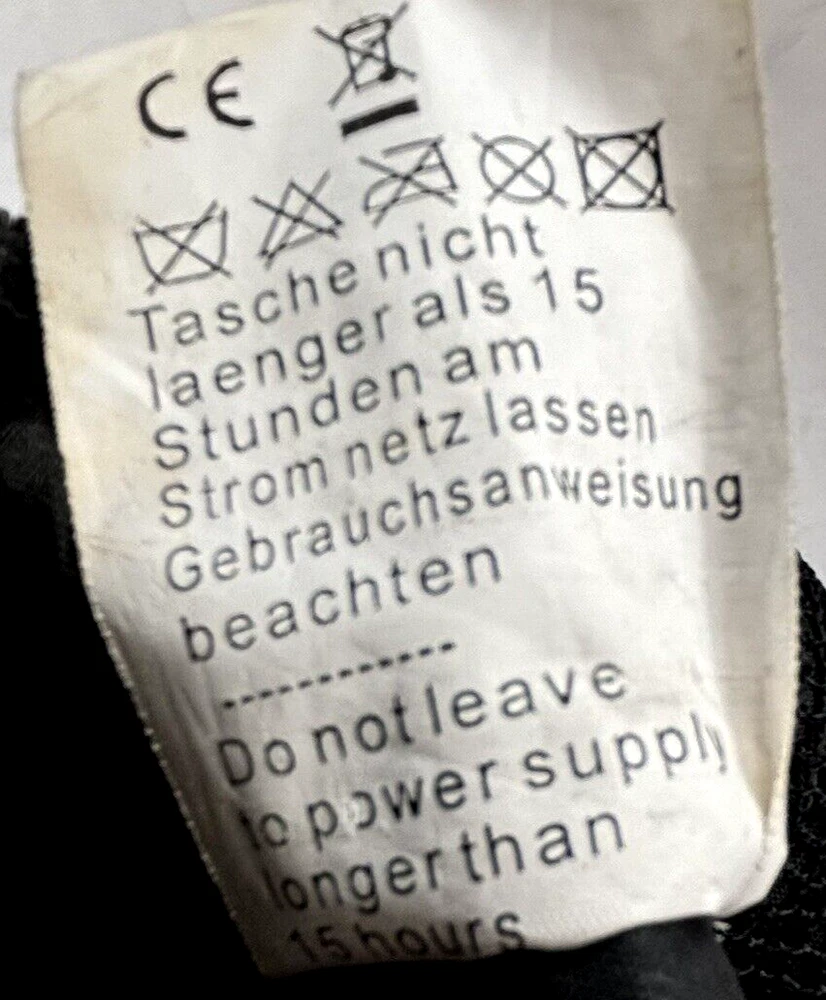 CE
Tasche nicht
laenger als 15
Stunden am
Strom netz lassen
Gebrauchsanweisung
beachten
------------
Do not leave
to power supply
longer than
15 hours